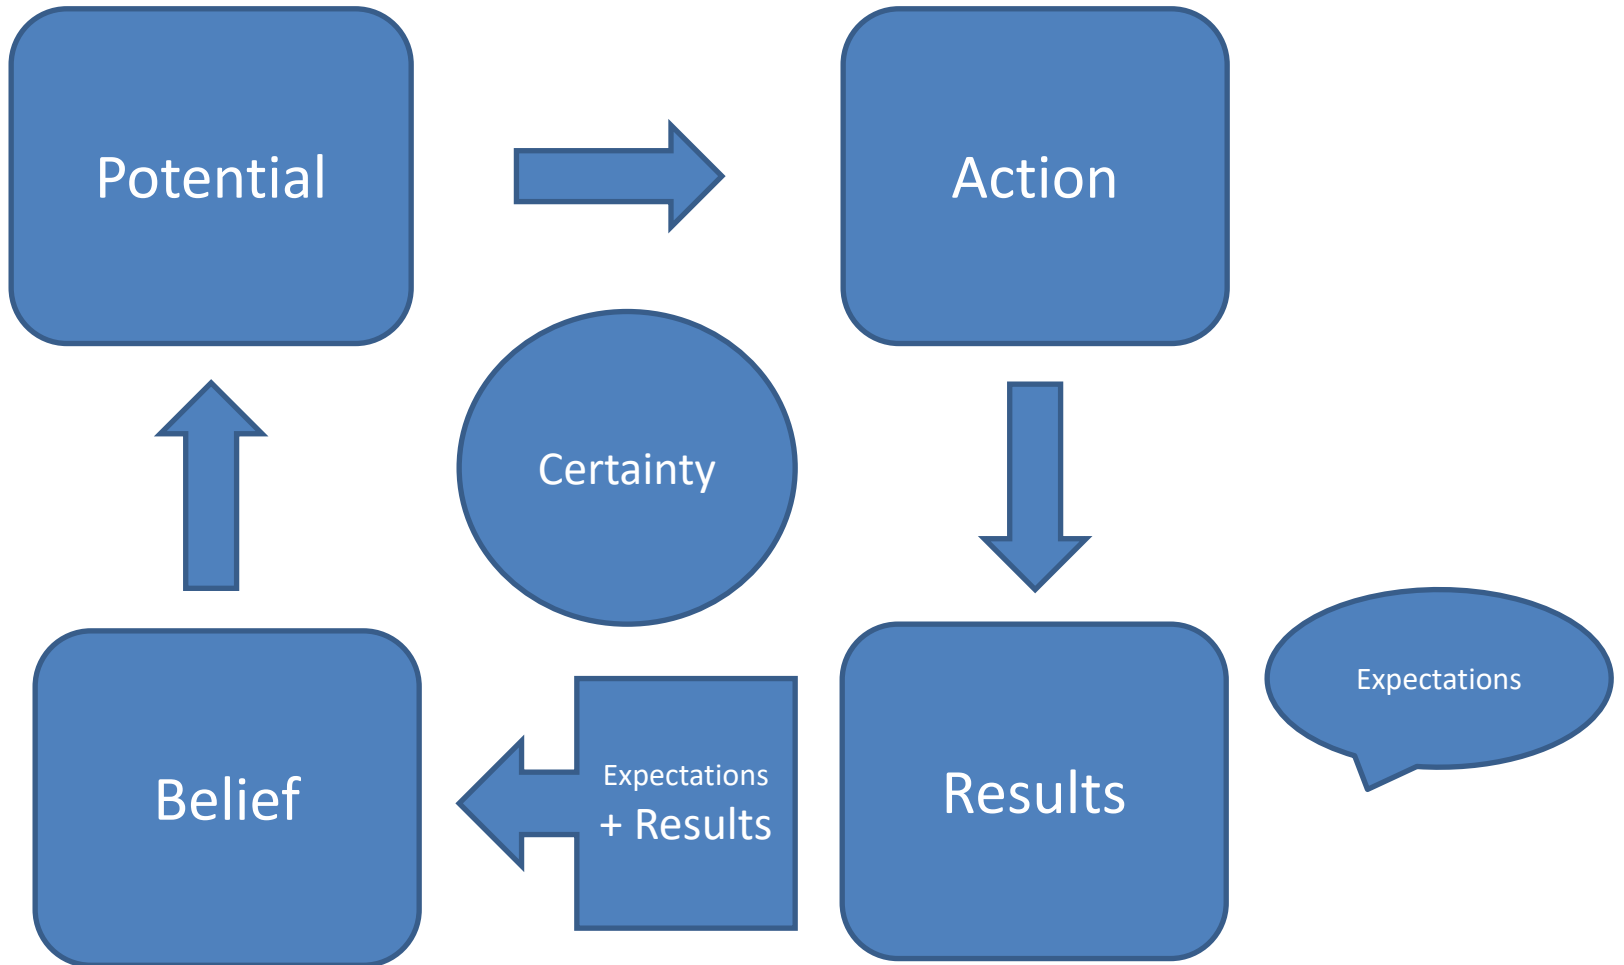 Potential
Action
Certainty
Expectations
Belief
Expectations
+ Results
Results